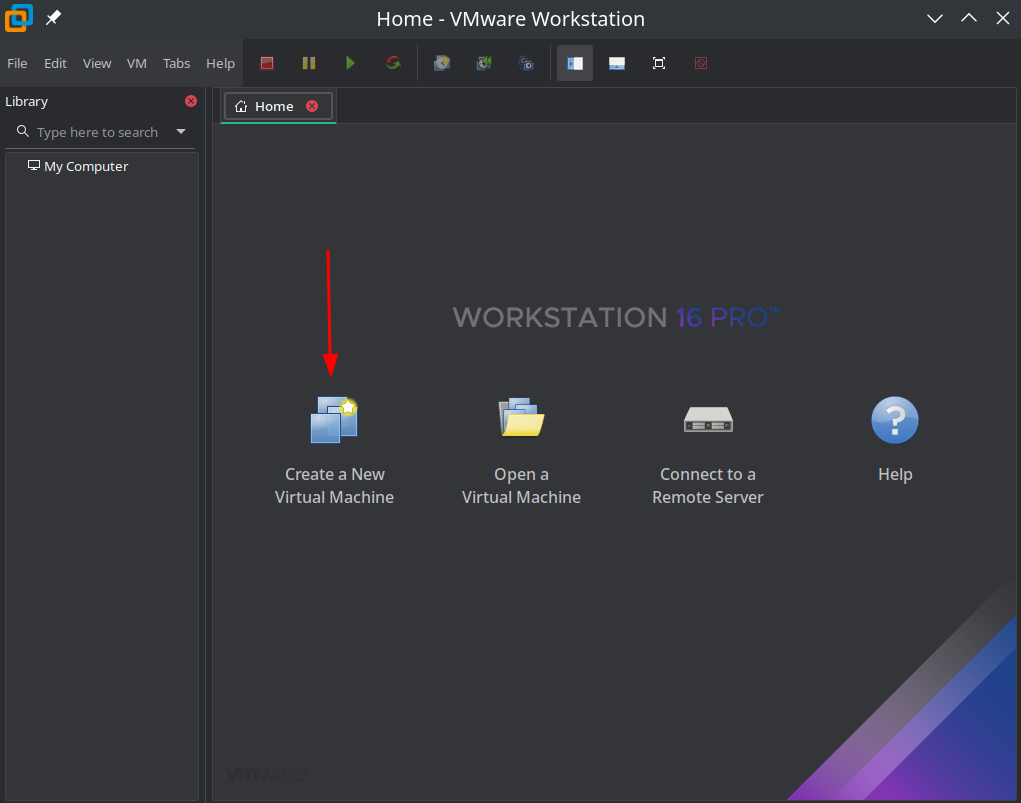 Home - VMware Workstation
File Edit View VM Tabs Help
Library
Home
Type here to search
My Computer
WORKSTATION 16 PRO™
Create a New
Virtual Machine
Open a
Virtual Machine
Connect to a
Remote Server
Help
vmware